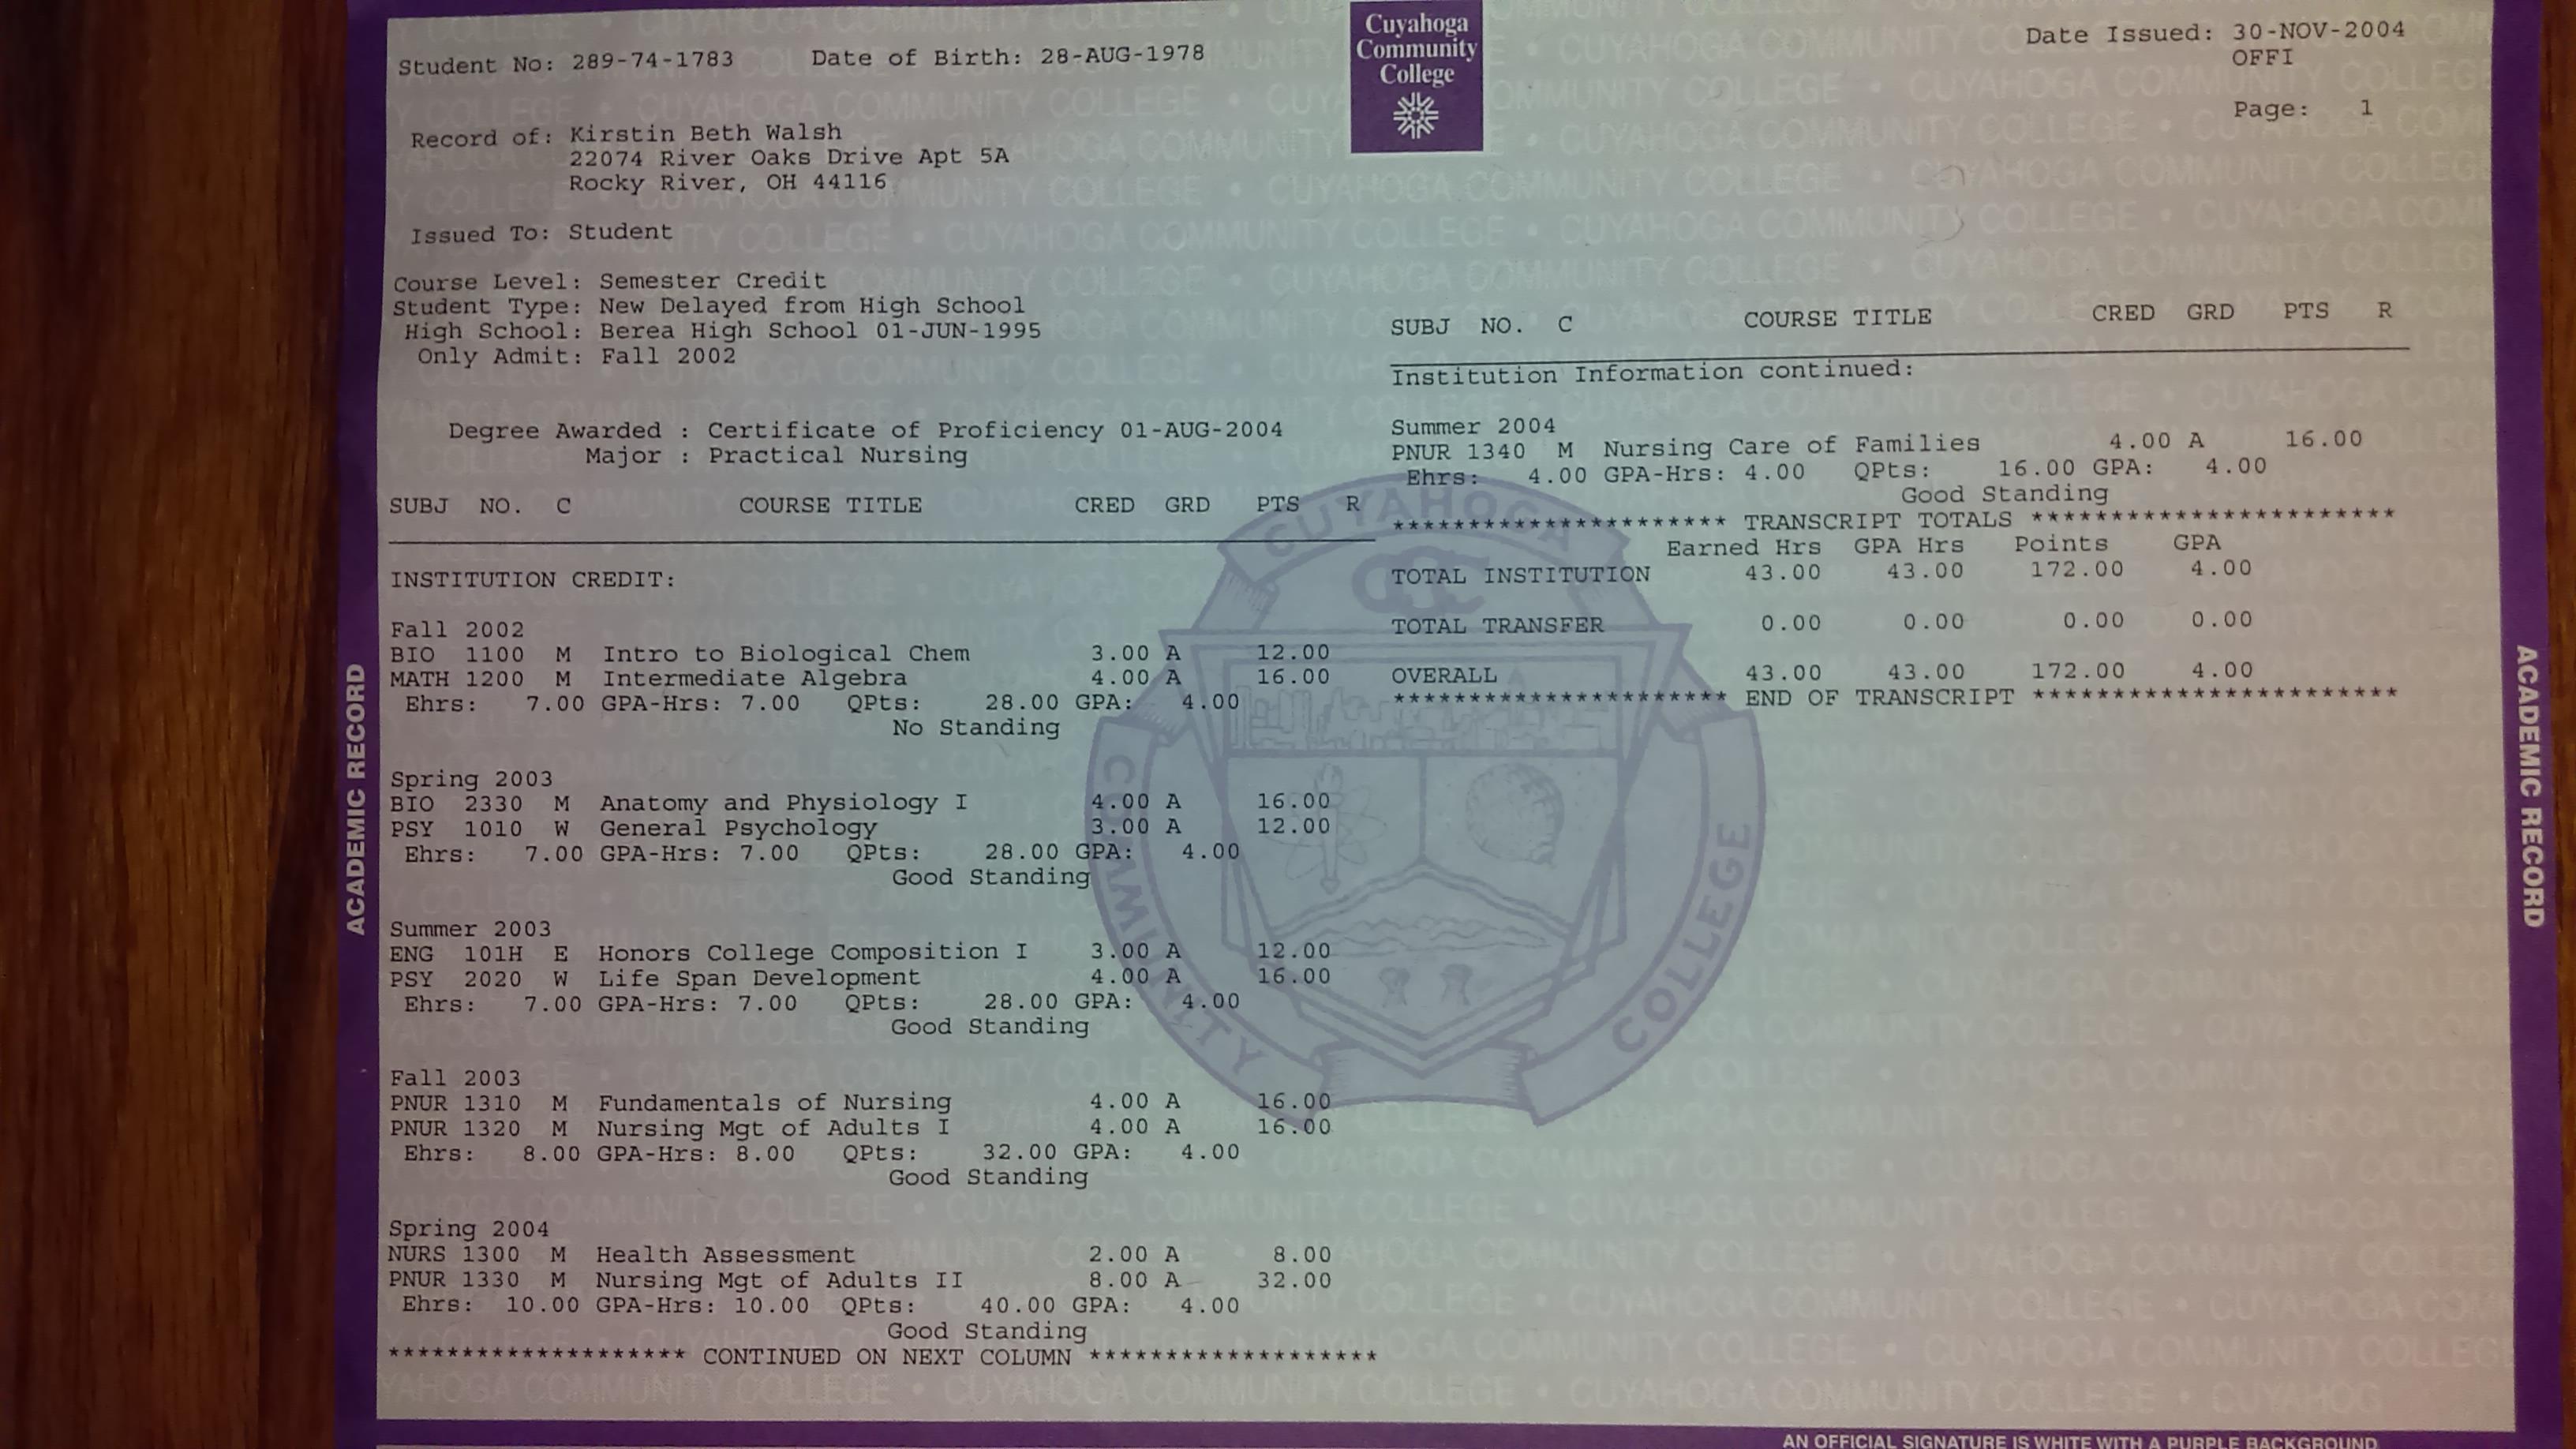 Cuyahoga
Community
College
Student No: 289-74-1783 Date of Birth: 28-AUG-1978
Date Issued: 30-NOV-2004
OFFI
Page: 1
Record of: Kirstin Beth Walsh
22074 River Oaks Drive Apt 5A
Rocky River, OH 44116
Issued To: Student
Course Level: Semester Credit
Student Type: New Delayed from High School
High School: Berea High School 01-JUN-1995
Only Admit: Fall 2002
Degree Awarded : Certificate of Proficiency 01-AUG-2004
Major : Practical Nursing
SUBJ NO. C COURSE TITLE CRED GRD PTS R
INSTITUTION CREDIT:
Fall 2002
BIO 1100 M Intro to Biological Chem 3.00 A 12.00
MATH 1200 M Intermediate Algebra 4.00 A 16.00
Ehrs: 7.00 GPA-Hrs: 7.00 QPts: 28.00 GPA: 4.00
No Standing
Spring 2003
BIO 2330 M Anatomy and Physiology I 4.00 A 16.00
PSY 1010 W General Psychology 3.00 A 12.00
Ehrs: 7.00 GPA-Hrs: 7.00 QPts: 28.00 GPA: 4.00
Good Standing
Summer 2003
ENG 101H E Honors College Composition I 3.00 A 12.00
PSY 2020 W Life Span Development 4.00 A 16.00
Ehrs: 7.00 GPA-Hrs: 7.00 QPts: 28.00 GPA: 4.00
Good Standing
Fall 2003
PNUR 1310 M Fundamentals of Nursing 4.00 A 16.00
PNUR 1320 M Nursing Mgt of Adults I 4.00 A 16.00
Ehrs: 8.00 GPA-Hrs: 8.00 QPts: 32.00 GPA: 4.00
Good Standing
Spring 2004
NURS 1300 M Health Assessment 2.00 A 8.00
PNUR 1330 M Nursing Mgt of Adults II 8.00 A 32.00
Ehrs: 10.00 GPA-Hrs: 10.00 QPts: 40.00 GPA: 4.00
Good Standing
******************** CONTINUED ON NEXT COLUMN *******************
SUBJ NO. C COURSE TITLE CRED GRD PTS R
Institution Information continued:
Summer 2004
PNUR 1340 M Nursing Care of Families 4.00 A 16.00
Ehrs: 4.00 GPA-Hrs: 4.00 QPts: 16.00 GPA: 4.00
Good Standing
********************** TRANSCRIPT TOTALS ***********************
Earned Hrs GPA Hrs Points GPA
TOTAL INSTITUTION 43.00 43.00 172.00 4.00
TOTAL TRANSFER 0.00 0.00 0.00 0.00
OVERALL 43.00 43.00 172.00 4.00
********************** END OF TRANSCRIPT ***********************
ACADEMIC RECORD
ACADEMIC RECORD
CUYAHOGA
COMMUNITY
COLLEGE
AN OFFICIAL SIGNATURE IS WHITE WITH A PURPLE BACKGROUND